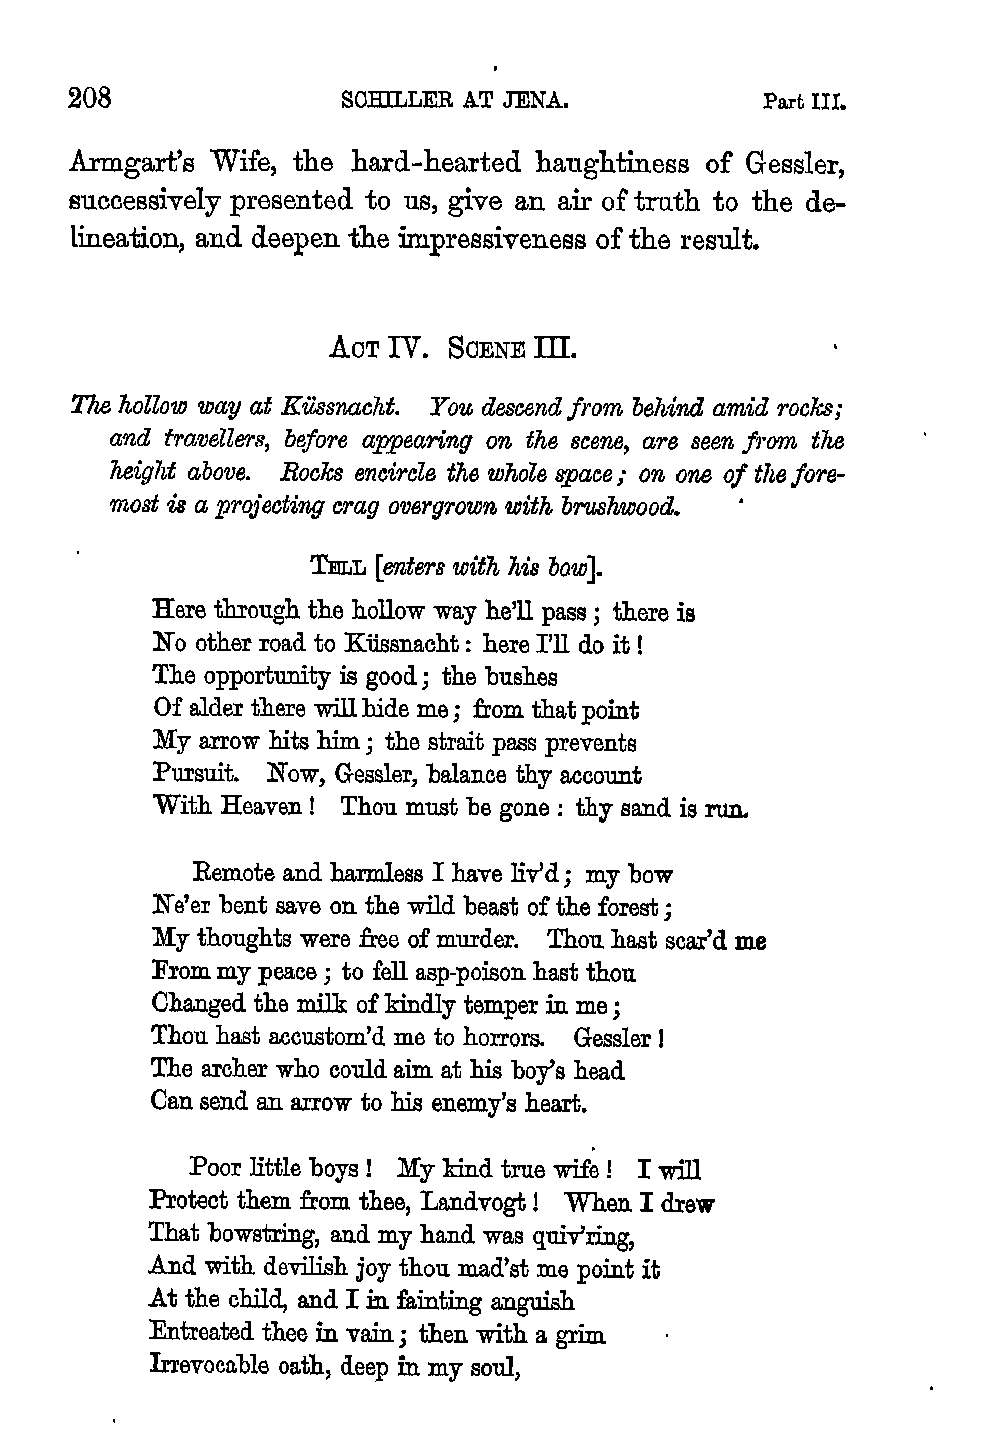 208 SCHILLER AT JENA. Part III.
Armgart's Wife, the hard-hearted haughtiness of Gessler,
successively presented to us, give an air of truth to the de-
lineation, and deepen the impressiveness of the result.
Act IV. Scene III.
The hollow way at Küssnacht. You descend from behind amid rocks;
and travellers, before appearing on the scene, are seen from the
height above. Rocks encircle the whole space; on one of the fore-
most is a projecting crag overgrown with brushwood.
Tell [enters with his bow].
Here through the hollow way he'll pass; there is
No other road to Küssnacht: here I'll do it!
The opportunity is good; the bushes
Of alder there will hide me; from that point
My arrow hits him; the strait pass prevents
Pursuit. Now, Gessler, balance thy account
With Heaven! Thou must be gone: thy sand is run.
Remote and harmless I have liv'd; my bow
Ne'er bent save on the wild beast of the forest;
My thoughts were free of murder. Thou hast scar'd me
From my peace; to fell asp-poison hast thou
Changed the milk of kindly temper in me;
Thou hast accustom'd me to horrors. Gessler!
The archer who could aim at his boy's head
Can send an arrow to his enemy's heart.
Poor little boys! My kind true wife! I will
Protect them from thee, Landvogt! When I drew
That bowstring, and my hand was quiv'ring,
And with devilish joy thou mad'st me point it
At the child, and I in fainting anguish
Entreated thee in vain; then with a grim
Irrevocable oath, deep in my soul,